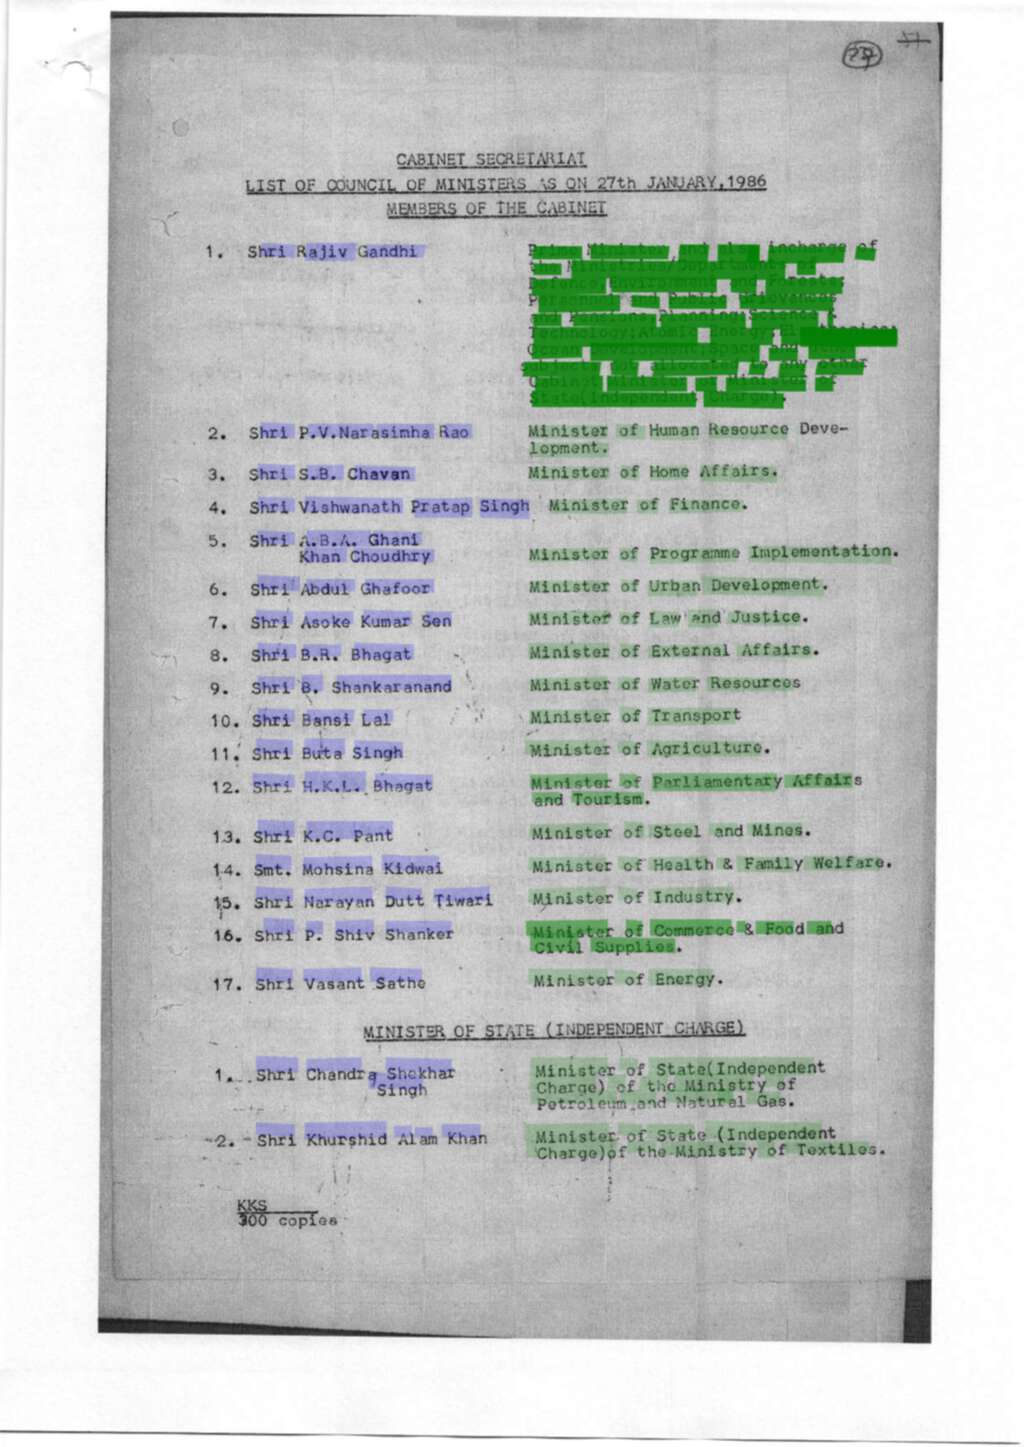 CABINET SECRETARIAT
LIST OF COUNCIL OF MINISTERS AS ON 27th JANUARY,1986
MEMBERS OF THE CABINET
1. Shri Rajiv Gandhi Prime Minister and also incharge of
the Ministries/Departments of
Defence, Environment and Forests;
Personnel and Public Grievances
and Pensions; Planning; Science &
Technology; Atomic Energy;
Ocean Development; Space and other
subjects not allocated to any other
Cabinet Minister or Minister of
State(Independent Charge).
2. Shri P.V.Narasimha Rao Minister of Human Resource Deve-
lopment.
3. Shri S.B. Chavan Minister of Home Affairs.
4. Shri Vishwanath Pratap Singh Minister of Finance.
5. Shri A.B.A. Ghani
Khan Choudhry Minister of Programme Implementation.
6. Shri Abdul Ghafoor Minister of Urban Development.
7. Shri Asoke Kumar Sen Minister of Law and Justice.
8. Shri B.R. Bhagat Minister of External Affairs.
9. Shri B. Shankaranand Minister of Water Resources
10. Shri Bansi Lal Minister of Transport
11. Shri Buta Singh Minister of Agriculture.
12. Shri H.K.L. Bhagat Minister of Parliamentary Affairs
and Tourism.
13. Shri K.C. Pant Minister of Steel and Mines.
14. Smt. Mohsina Kidwai Minister of Health & Family Welfare.
15. Shri Narayan Dutt Tiwari Minister of Industry.
16. Shri P. Shiv Shanker Minister of Commerce & Food and
Civil Supplies.
17. Shri Vasant Sathe Minister of Energy.
MINISTER OF STATE (INDEPENDENT CHARGE)
1. Shri Chandra Shekhar Minister of State(Independent
Singh Charge) of the Ministry of
Petroleum and Natural Gas.
2. Shri Khurshid Alam Khan Minister of State (Independent
Charge)of the Ministry of Textiles.
KKS
300 copies